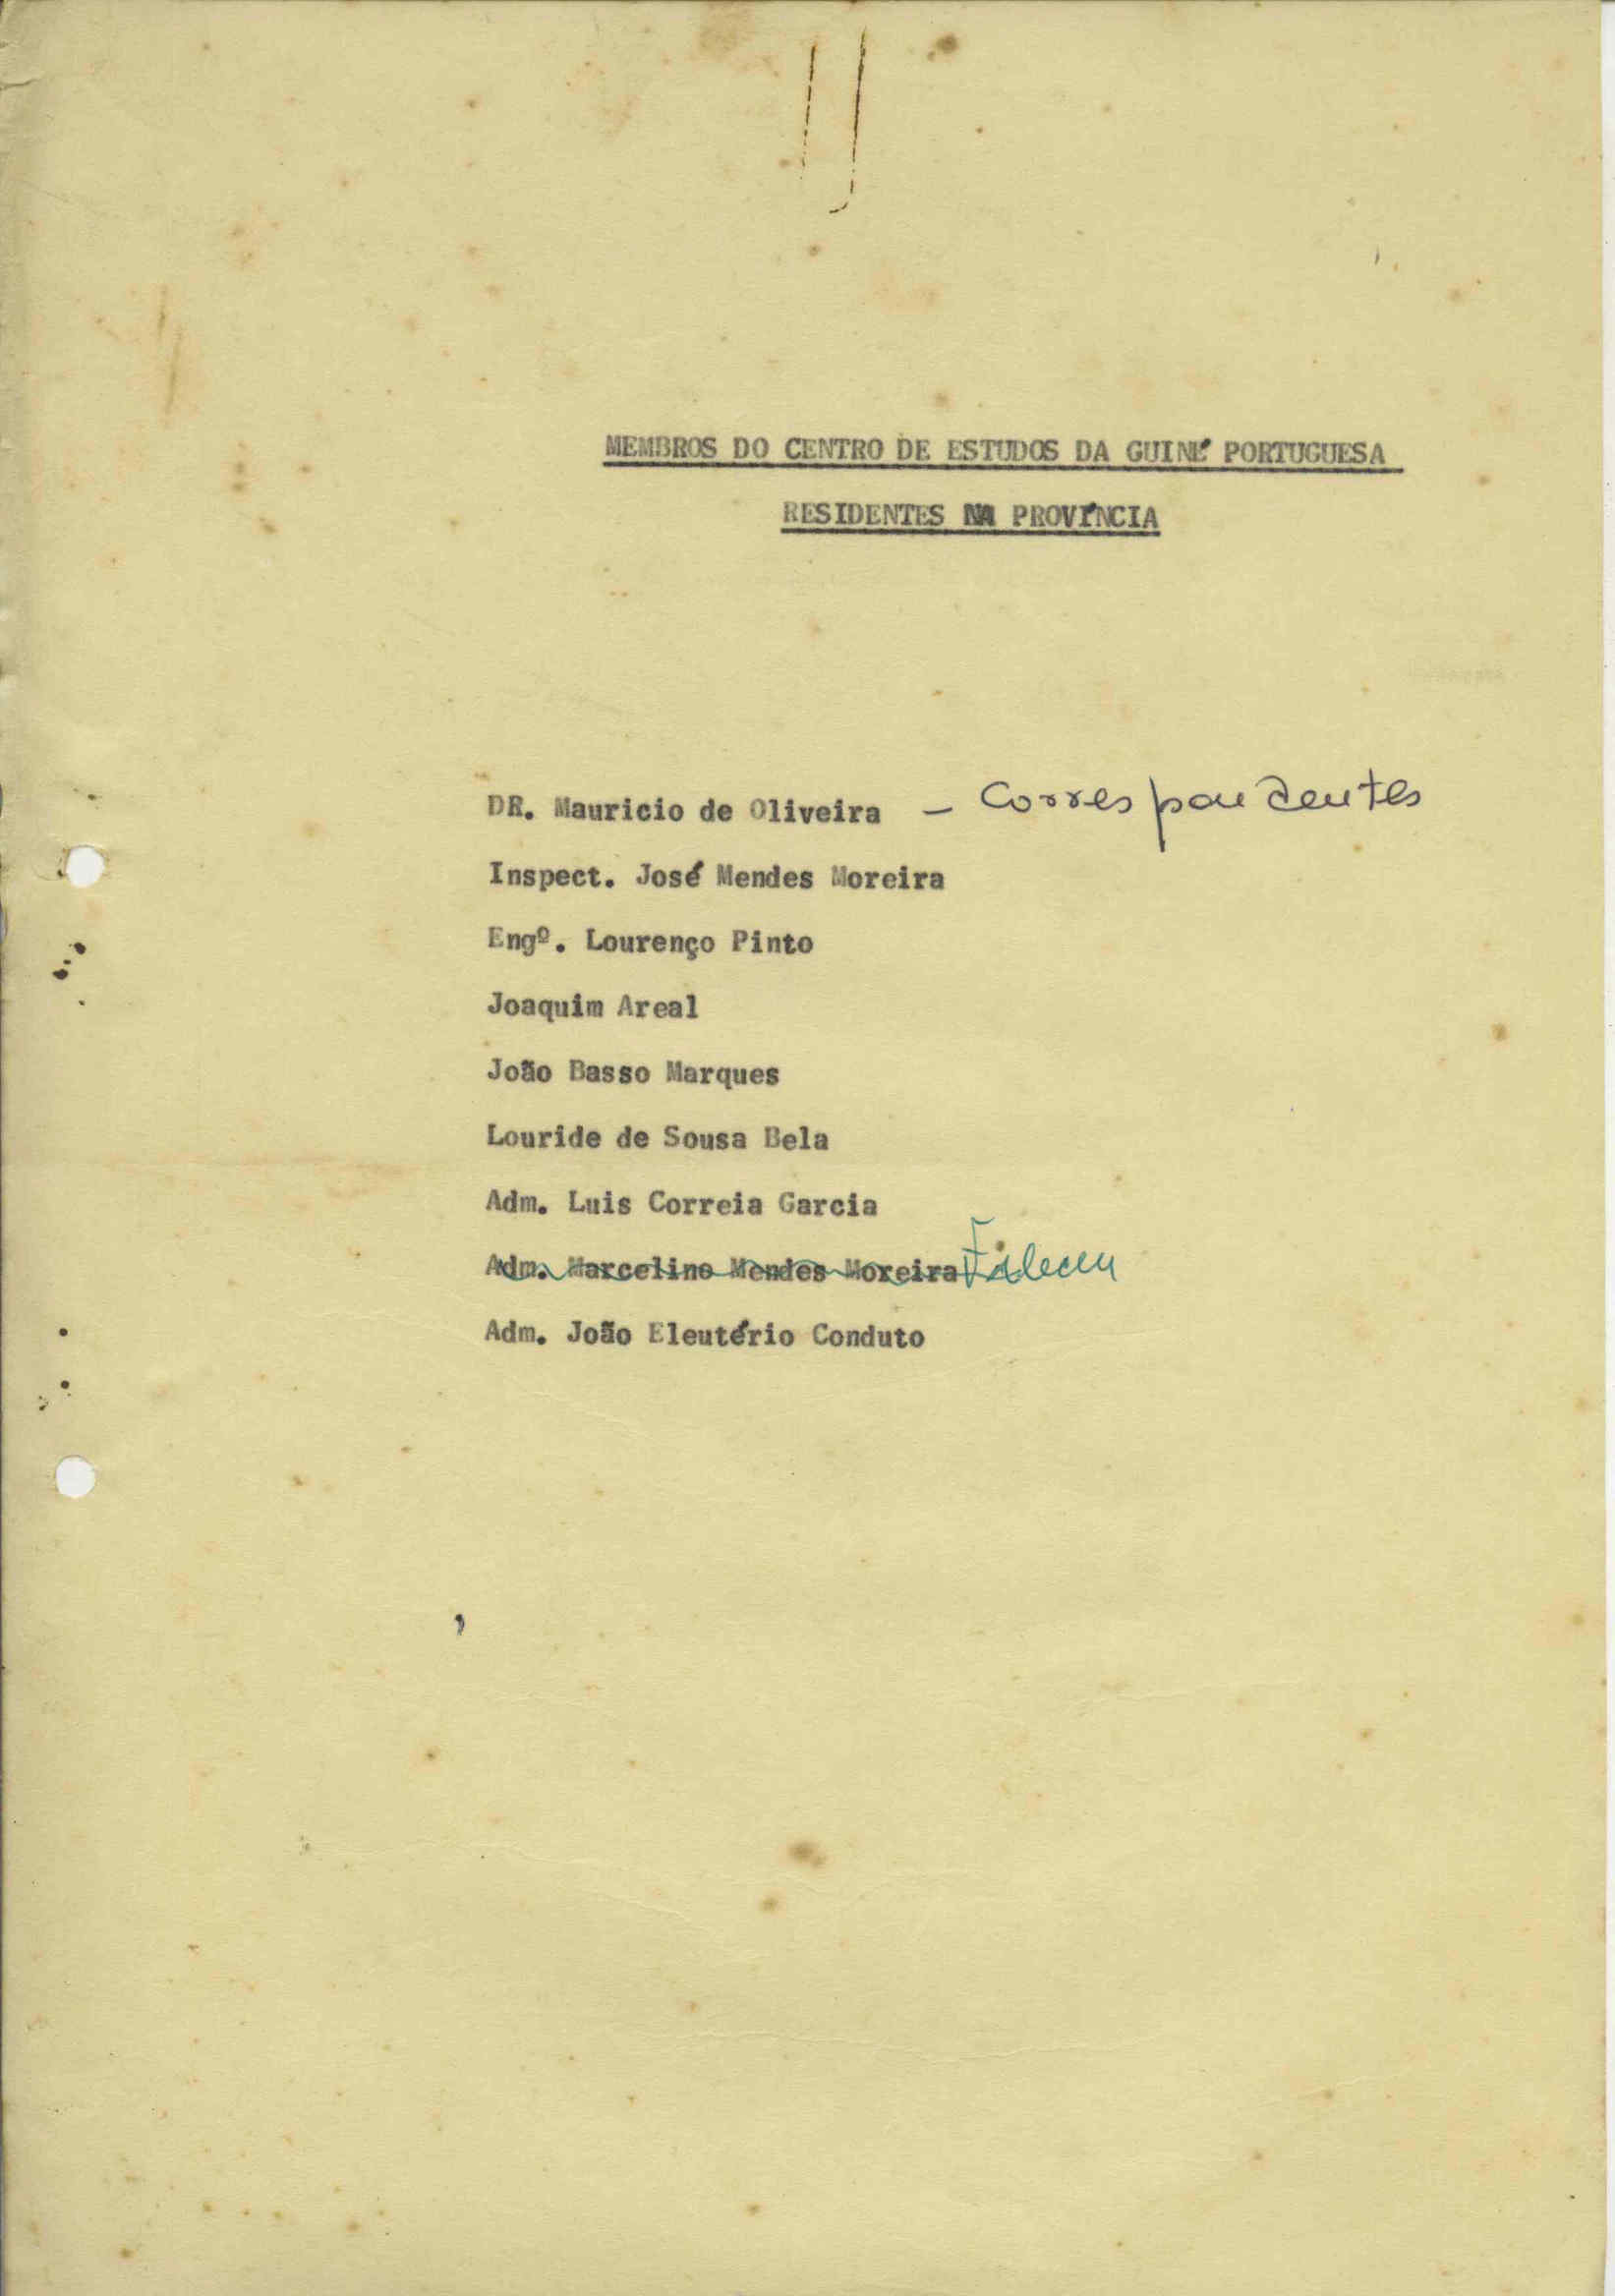 MEMBROS DO CENTRO DE ESTUDOS DA GUINÉ PORTUGUESA
RESIDENTES NA PROVÍNCIA
DR. Mauricio de Oliveira - Correspondentes
Inspect. José Mendes Moreira
Engº. Lourenço Pinto
Joaquim Areal
João Basso Marques
Louride de Sousa Bela
Adm. Luis Correia Garcia
Adm. Marcelino Mendes Moreira Faleceu
Adm. João Eleutério Conduto